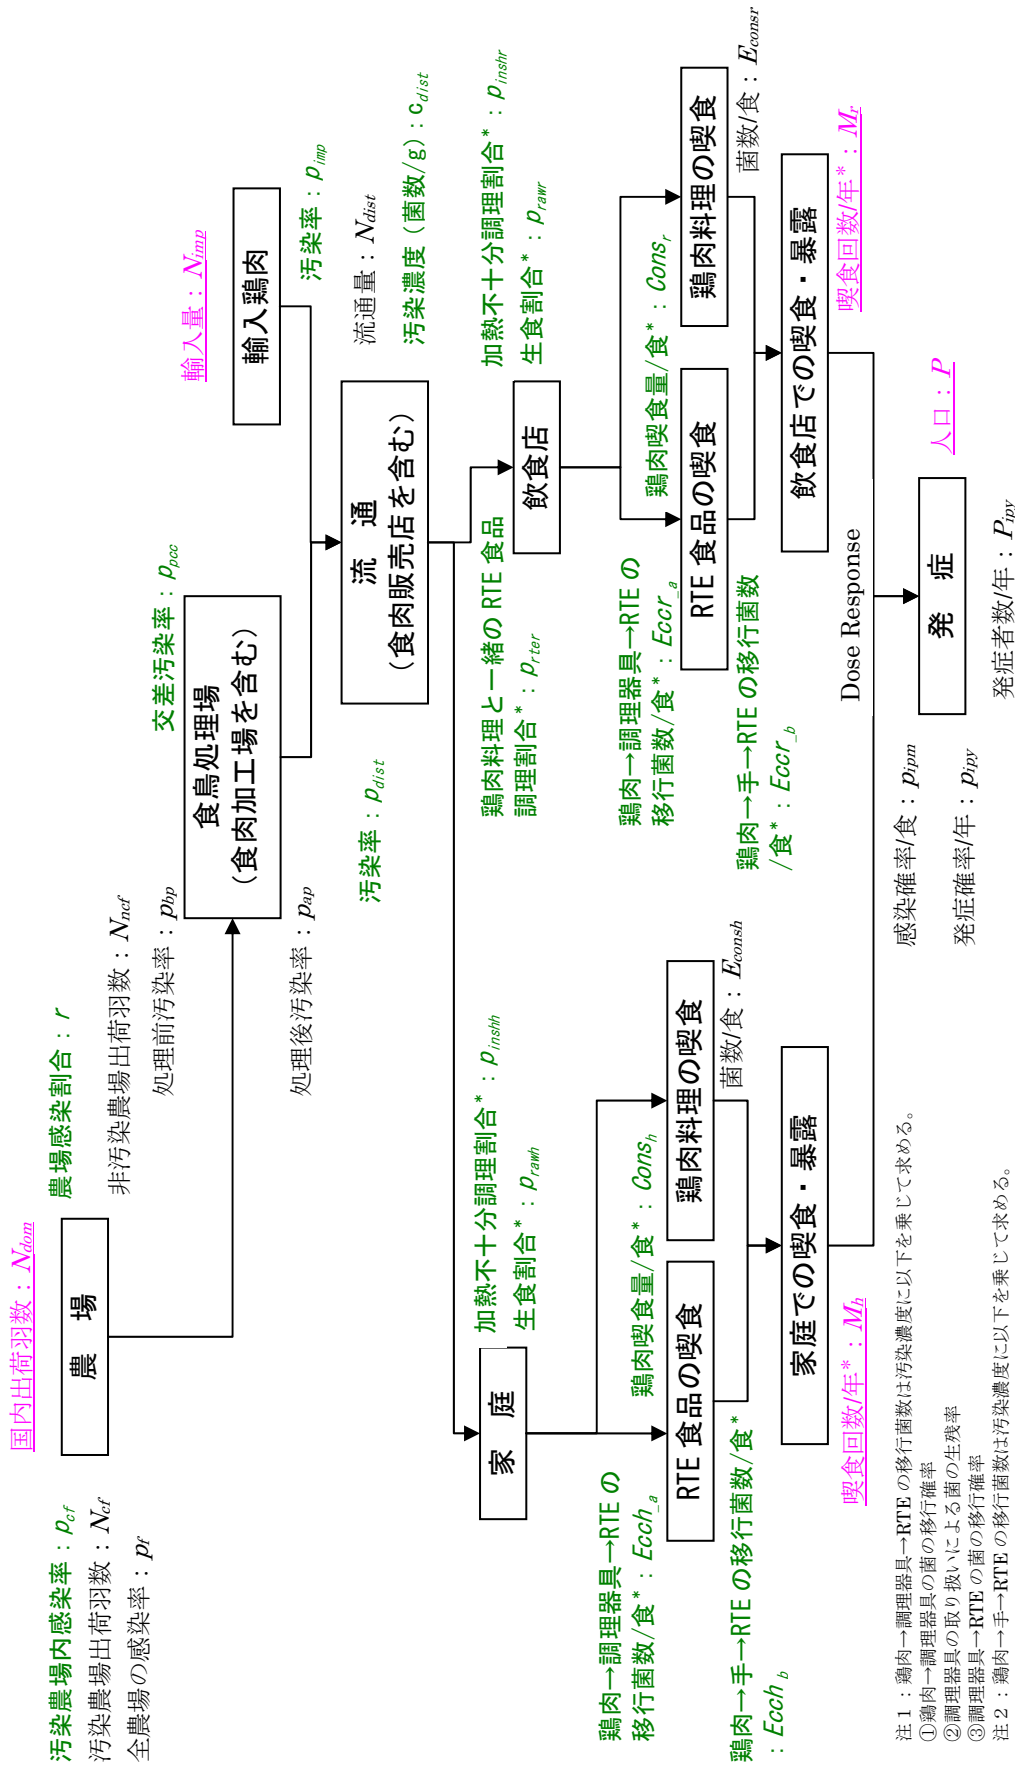 国内出荷羽数：Ndom
汚染農場内感染率：pcf
汚染農場出荷羽数：Ncf
全農場の感染率：pf
農　場
農場感染割合：r
非汚染農場出荷羽数：Nncf
処理前汚染率：pbp
処理後汚染率：pap
食鳥処理場
（食肉加工場を含む）
交差汚染率：ppcc
輸入量：Nimp
輸入鶏肉
汚染率：pimp
流　通
（食肉販売店を含む）
汚染率：pdist
流通量：Ndist
汚染濃度（菌数/g）：cdist
家　庭
加熱不十分調理割合*：pinshh
生食割合*：prawh
鶏肉料理と一緒の RTE 食品
調理割合*：prter
飲食店
加熱不十分調理割合*：pinshr
生食割合*：prawr
鶏肉→調理器具→RTE の
移行菌数/食*：Ecch_a
鶏肉喫食量/食*：Consh
RTE 食品の喫食
鶏肉料理の喫食
菌数/食：Econsh
鶏肉→手→RTE の移行菌数/食*
：Ecch_b
鶏肉→調理器具→RTE の
移行菌数/食*：Eccr_a
鶏肉喫食量/食*：Consr
RTE 食品の喫食
鶏肉料理の喫食
菌数/食：Econsr
鶏肉→手→RTE の移行菌数
/食*：Eccr_b
家庭での喫食・暴露
喫食回数/年*：Mh
飲食店での喫食・暴露
喫食回数/年*：Mr
Dose Response
感染確率/食：pipm
発症確率/年：pipy
発　症
人口：P
発症者数/年：Pipy
注１：鶏肉→調理器具→RTE の移行菌数は汚染濃度に以下を乗じて求める。
①鶏肉→調理器具の菌の移行確率
②調理器具の取り扱いによる菌の生残率
③調理器具→RTE の菌の移行確率
注２：鶏肉→手→RTE の移行菌数は汚染濃度に以下を乗じて求める。